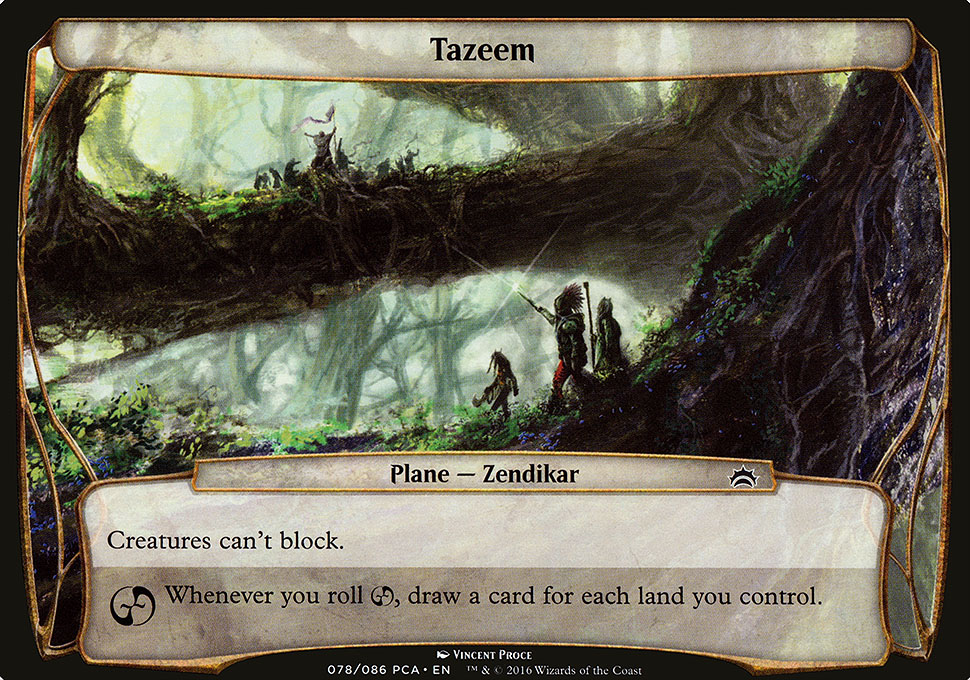 Tazeem
Plane — Zendikar
Creatures can't block.
Whenever you roll , draw a card for each land you control.
Vincent Proce
078/086 PCA • EN ™ & © 2016 Wizards of the Coast